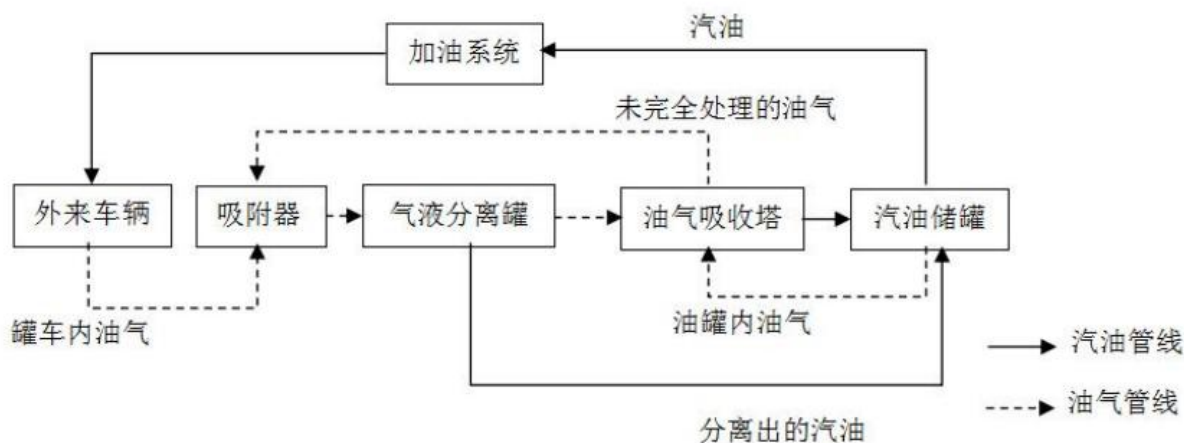 汽油
加油系统
未完全处理的油气
外来车辆
吸附器
气液分离罐
油气吸收塔
汽油储罐
罐车内油气
油罐内油气
汽油管线
油气管线
分离出的汽油